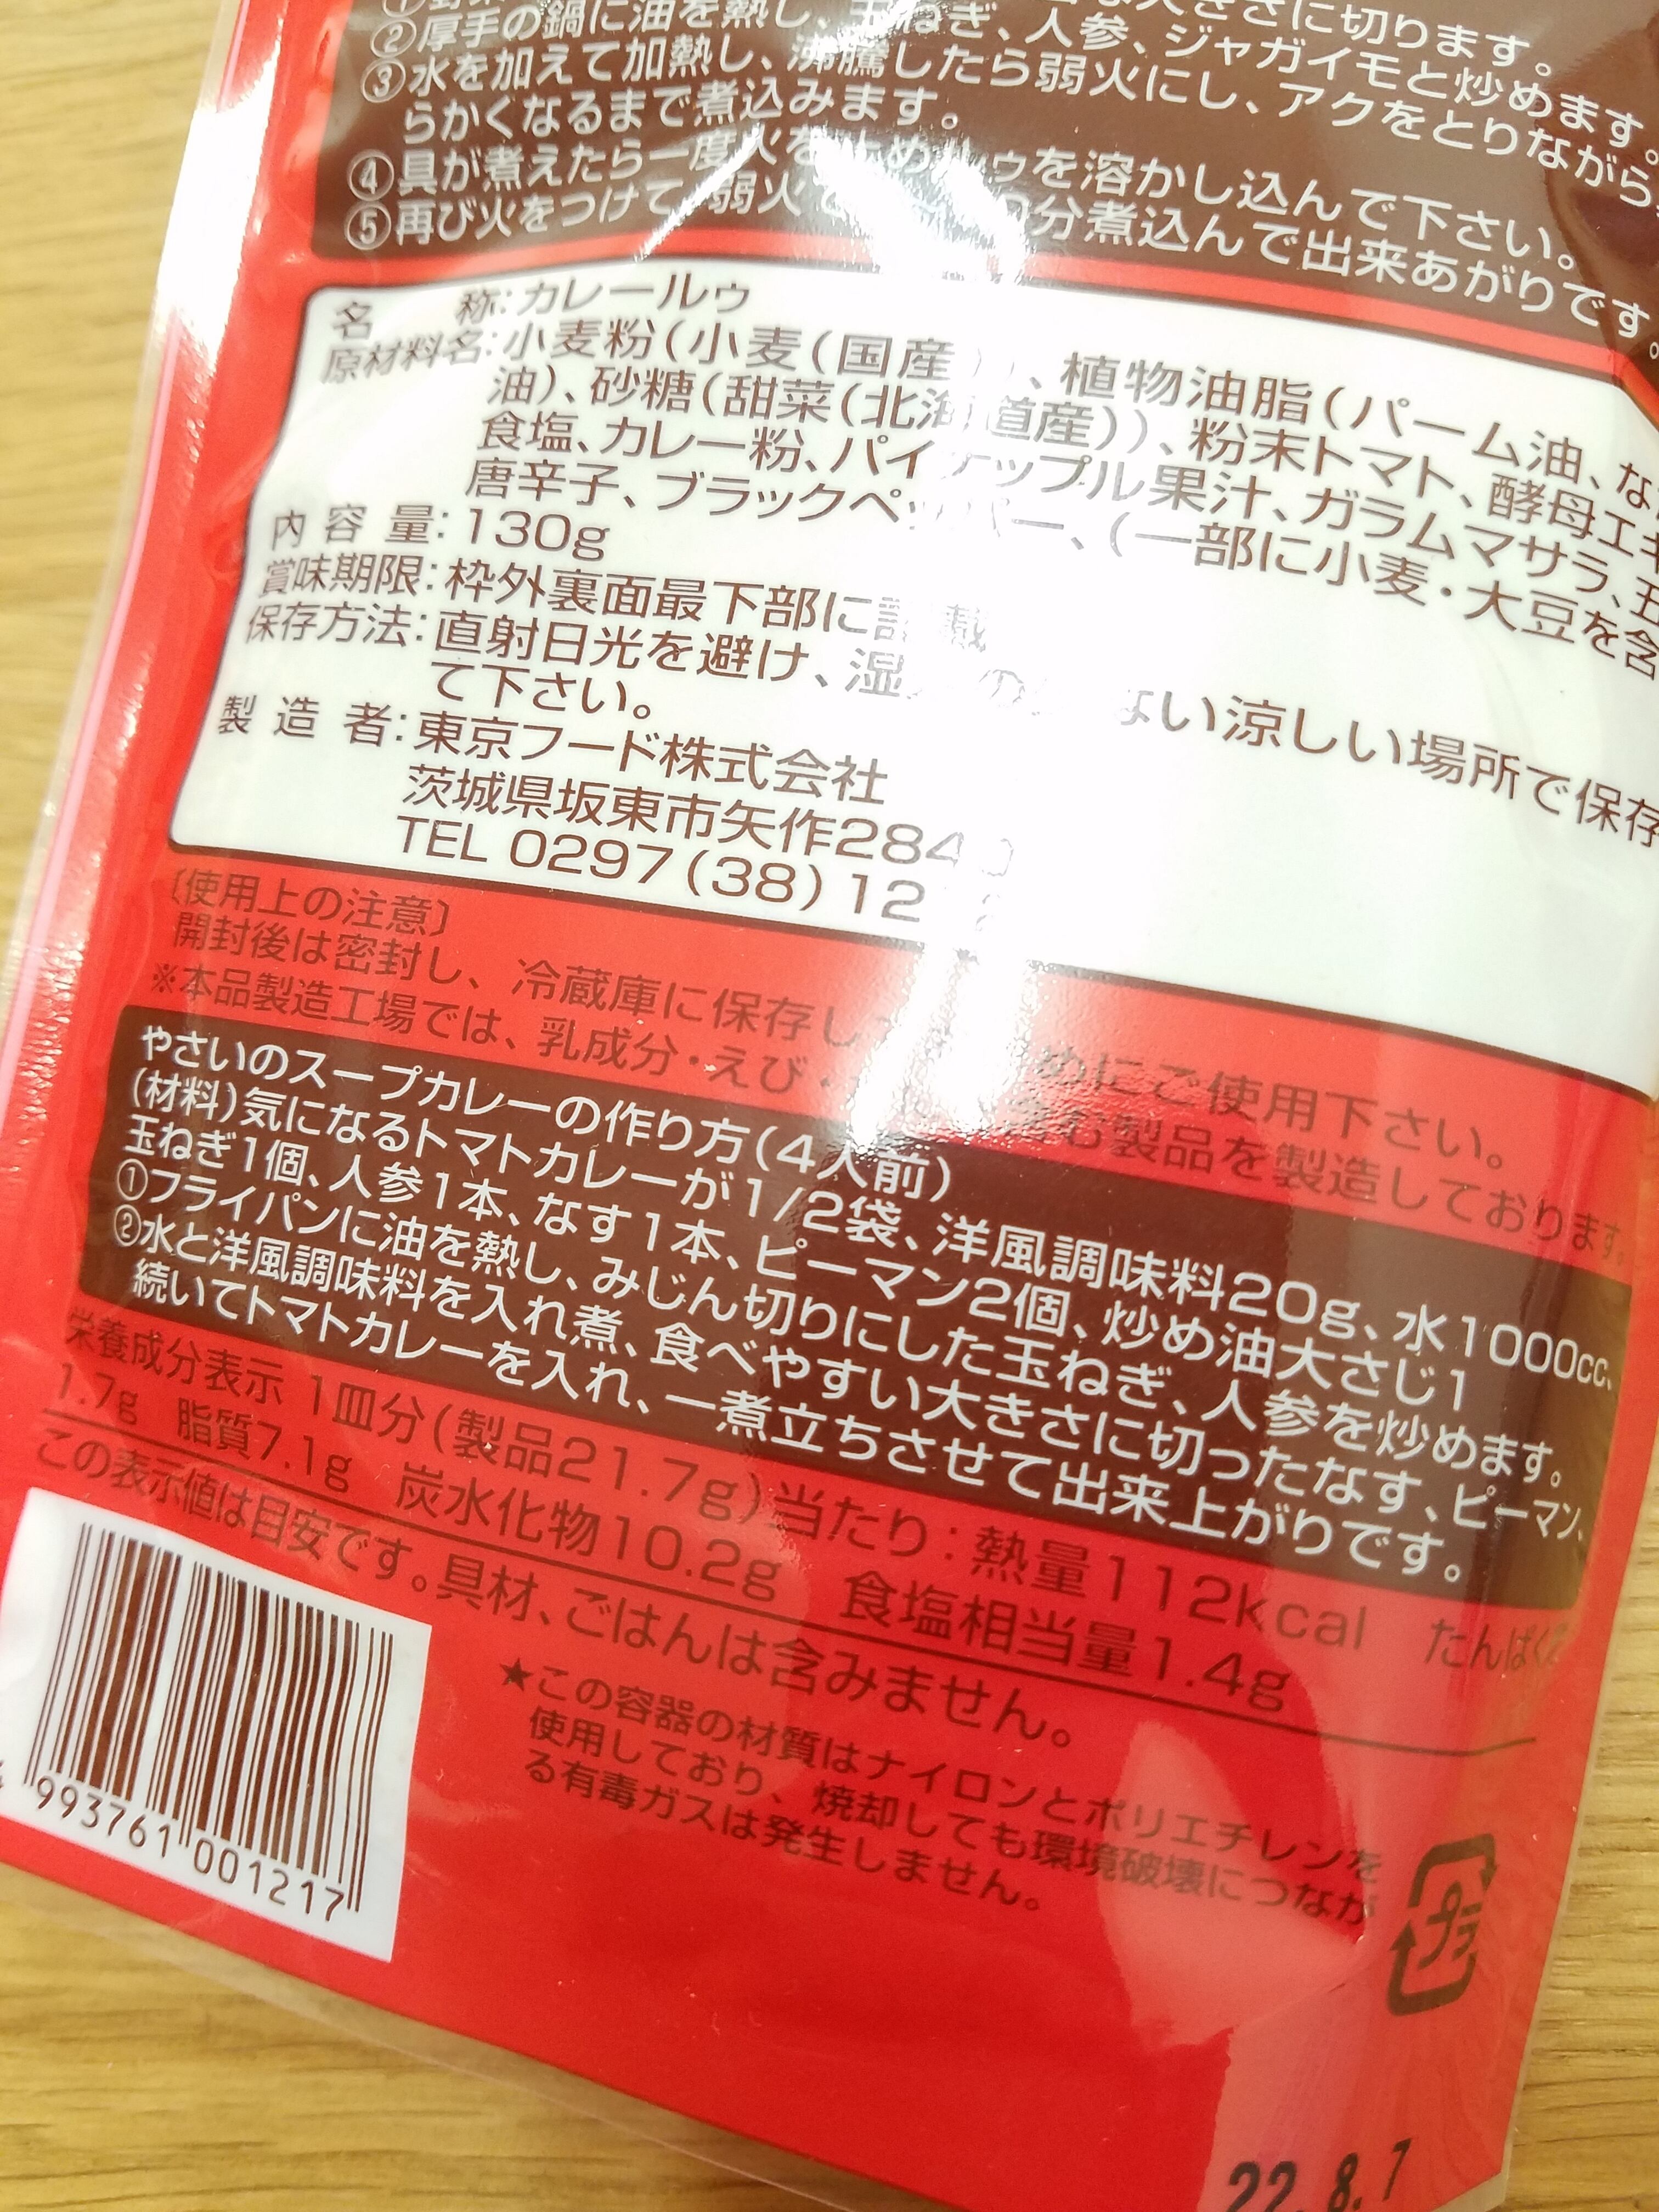 大きさに切ります。
②厚手の鍋に油を熱し、玉ねぎ、人参、ジャガイモと炒めます。
③水を加えて加熱し、沸騰したら弱火にし、アクをとりながら
らかくなるまで煮込みます。
④具が煮えたら一度火を止め を溶かし込んで下さい。
⑤再び火をつけて、弱火で 分煮込んで出来あがりです。
名 称:カレールゥ
原材料名:小麦粉(小麦(国産))、植物油脂(パーム油、
油)、砂糖(甜菜(北海道産))、粉末トマト、
食塩、カレー粉、パイナップル果汁、ガラムマサラ、
唐辛子、ブラックペッパー、(一部に小麦・大豆を含
内 容 量:130g
賞味期限:枠外裏面最下部に記載
保存方法:直射日光を避け、湿 ない涼しい場所で保存
て下さい。
製 造 者:東京フード株式会社
茨城県坂東市矢作
TEL 0297(38)
〔使用上の注意〕
開封後は密封し、冷蔵庫に保存し めにご使用下さい。
※本品製造工場では、乳成分・えび・ 含む製品を製造しております。
やさいのスープカレーの作り方(4人前)
(材料)気になるトマトカレーが1/2袋、洋風調味料20g、水1000cc、
玉ねぎ1個、人参1本、なす1本、ピーマン2個、炒め油大さじ1
①フライパンに油を熱し、みじん切りにした玉ねぎ、人参を炒めます。
②水と洋風調味料を入れ煮、食べやすい大きさに切ったなす、ピーマン、
続いてトマトカレーを入れ、一煮立ちさせて出来上がりです。
栄養成分表示 1皿分(製品21.7g)当たり:熱量112kcal たんぱく
1.7g 脂質7.1g 炭水化物10.2g 食塩相当量1.4g
この表示値は目安です。具材、ごはんは含みません。
★この容器の材質はナイロンとポリエチレンを
使用しており、焼却しても環境破壊につなが
る有毒ガスは発生しません。
プラ
993761 001217
22.8.7